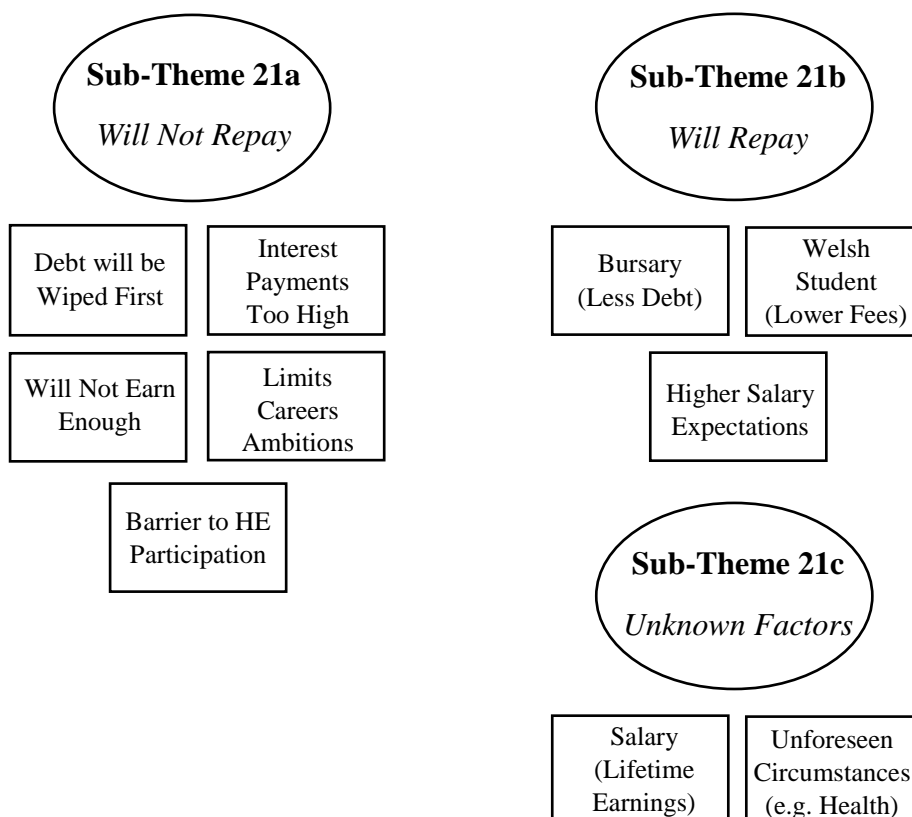 Sub-Theme 21a
Will Not Repay
Debt will be
Wiped First
Interest
Payments
Too High
Will Not Earn
Enough
Limits
Careers
Ambitions
Barrier to HE
Participation
Sub-Theme 21b
Will Repay
Bursary
(Less Debt)
Welsh
Student
(Lower Fees)
Higher Salary
Expectations
Sub-Theme 21c
Unknown Factors
Salary
(Lifetime
Earnings)
Unforeseen
Circumstances
(e.g. Health)